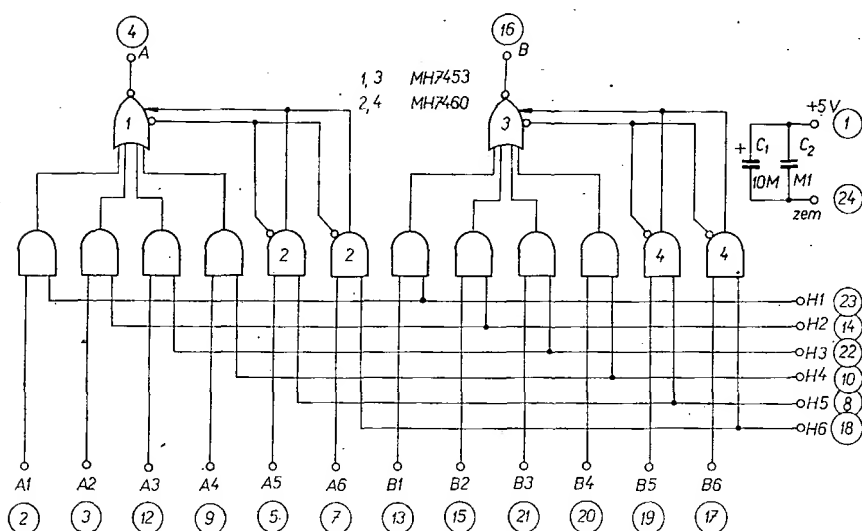 4
A
16
B
1, 3 MH7453
2, 4 MH7460
+5V 1
1
3
+ C1 C2
10M M1
zem 24
2
2
4
4
H1 23
H2 14
H3 22
H4 10
H5 8
H6 18
A1 A2 A3 A4 A5 A6 B1 B2 B3 B4 B5 B6
2 3 12 9 5 7 13 15 21 20 19 17